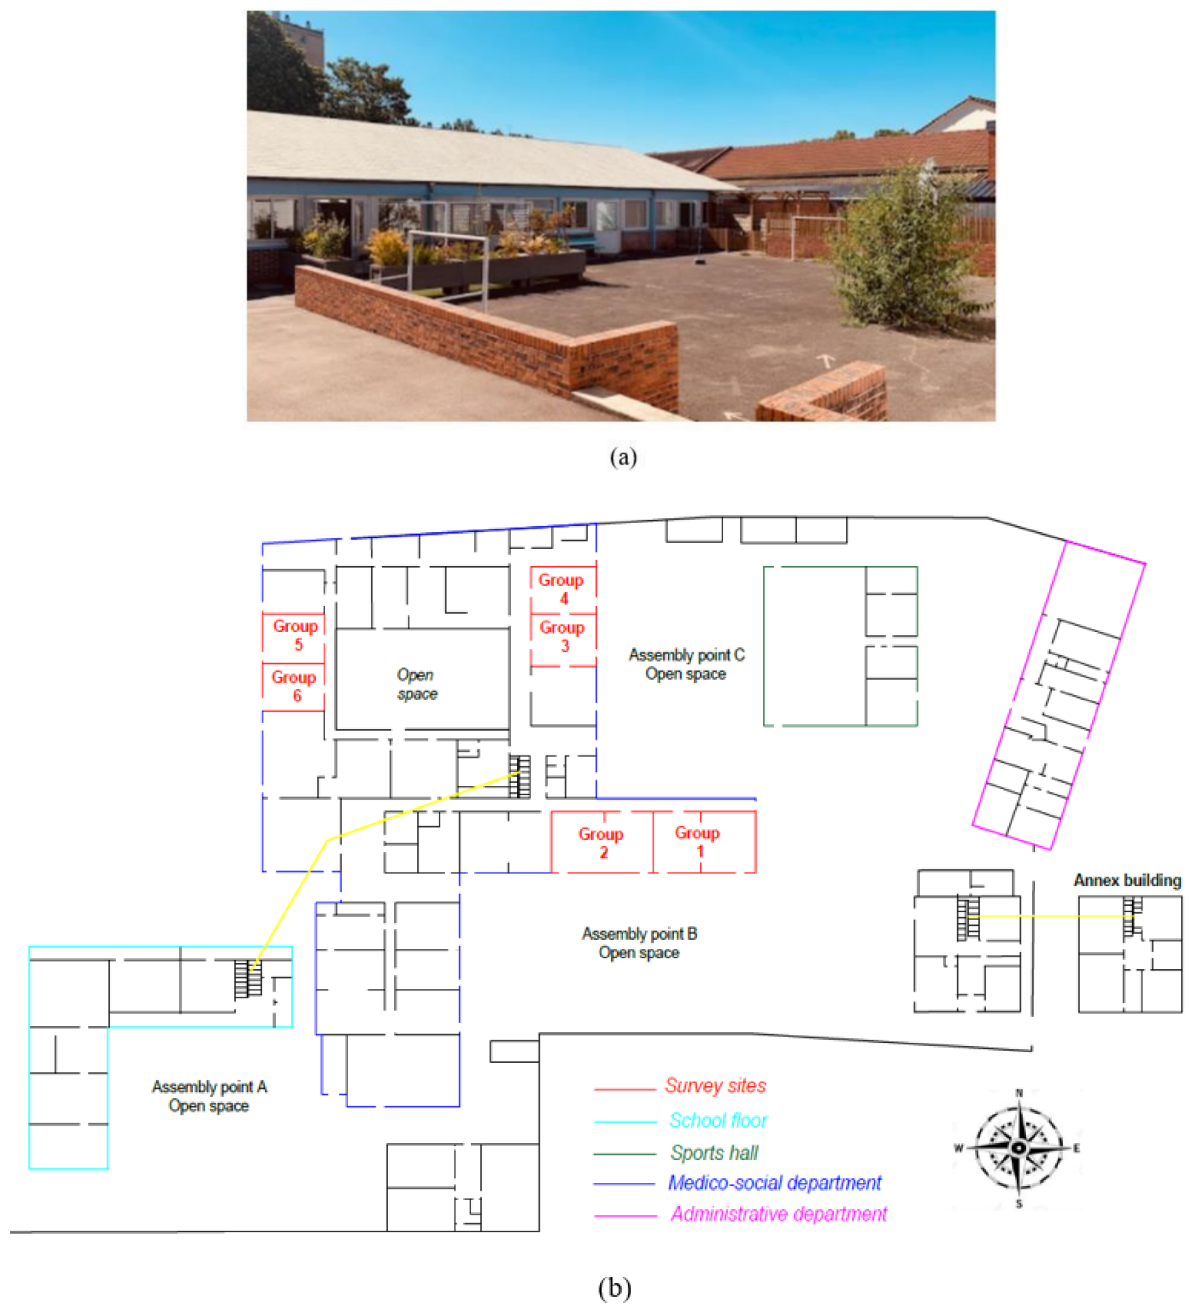 (a)
Group
4
Group
3
Group
5
Group
6
Open
space
Assembly point C
Open space
Group
2
Group
1
Annex building
Assembly point B
Open space
Assembly point A
Open space
Survey sites
School floor
Sports hall
Medico-social department
Administrative department
N
W
E
S
(b)